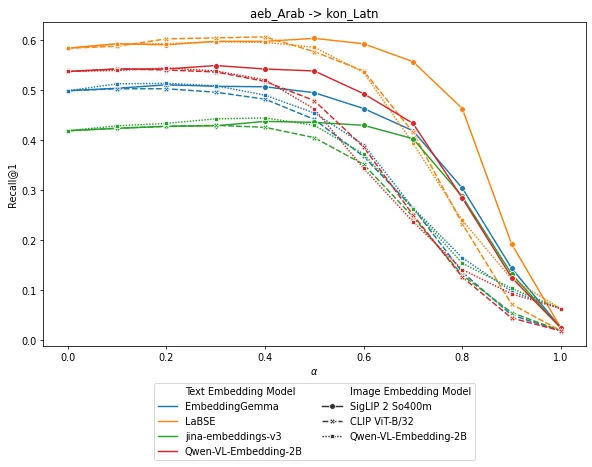 aeb_Arab -> kon_Latn
Recall@1
0.6
0.5
0.4
0.3
0.2
0.1
0.0
0.0 0.2 0.4 0.6 0.8 1.0
α
Text Embedding Model
EmbeddingGemma
LaBSE
jina-embeddings-v3
Qwen-VL-Embedding-2B
Image Embedding Model
SigLIP 2 So400m
CLIP ViT-B/32
Qwen-VL-Embedding-2B